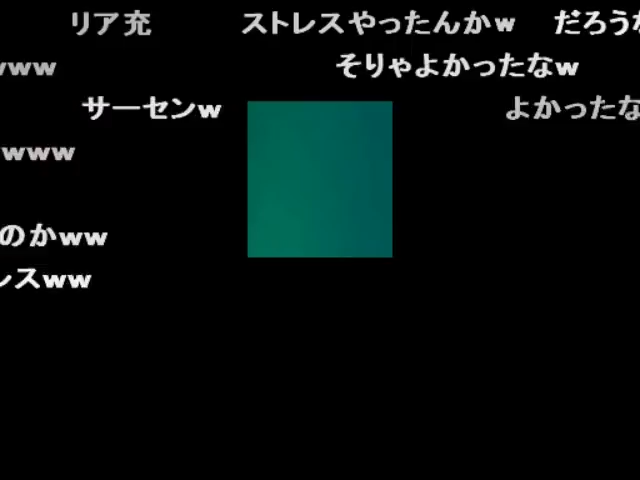 リア充 ストレスやったんかw だろうな
www そりゃよかったなw
サーセンw よかったな
www
のかww
レスww